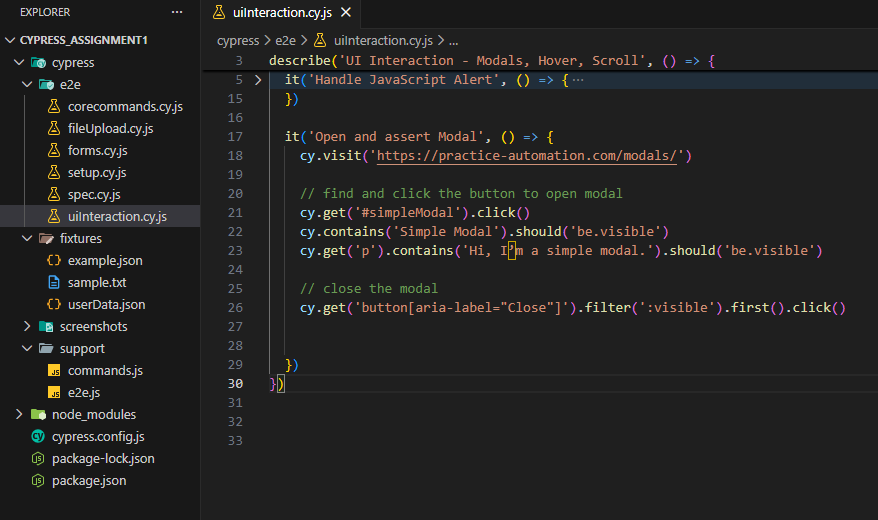 EXPLORER ···
CYPRESS_ASSIGNMENT1
cypress
e2e
corecommands.cy.js
fileUpload.cy.js
forms.cy.js
setup.cy.js
spec.cy.js
uiInteraction.cy.js
fixtures
example.json
sample.txt
userData.json
screenshots
support
commands.js
e2e.js
node_modules
cypress.config.js
package-lock.json
package.json
uiInteraction.cy.js ×
cypress > e2e > uiInteraction.cy.js > ...
3 describe('UI Interaction - Modals, Hover, Scroll', () => {
5 it('Handle JavaScript Alert', () => { ···
15 })
16
17 it('Open and assert Modal', () => {
18 cy.visit('https://practice-automation.com/modals/')
19
20 // find and click the button to open modal
21 cy.get('#simpleModal').click()
22 cy.contains('Simple Modal').should('be.visible')
23 cy.get('p').contains('Hi, I’m a simple modal.').should('be.visible')
24
25 // close the modal
26 cy.get('button[aria-label="Close"]').filter(':visible').first().click()
27
28
29 })
30 })
31
32
33